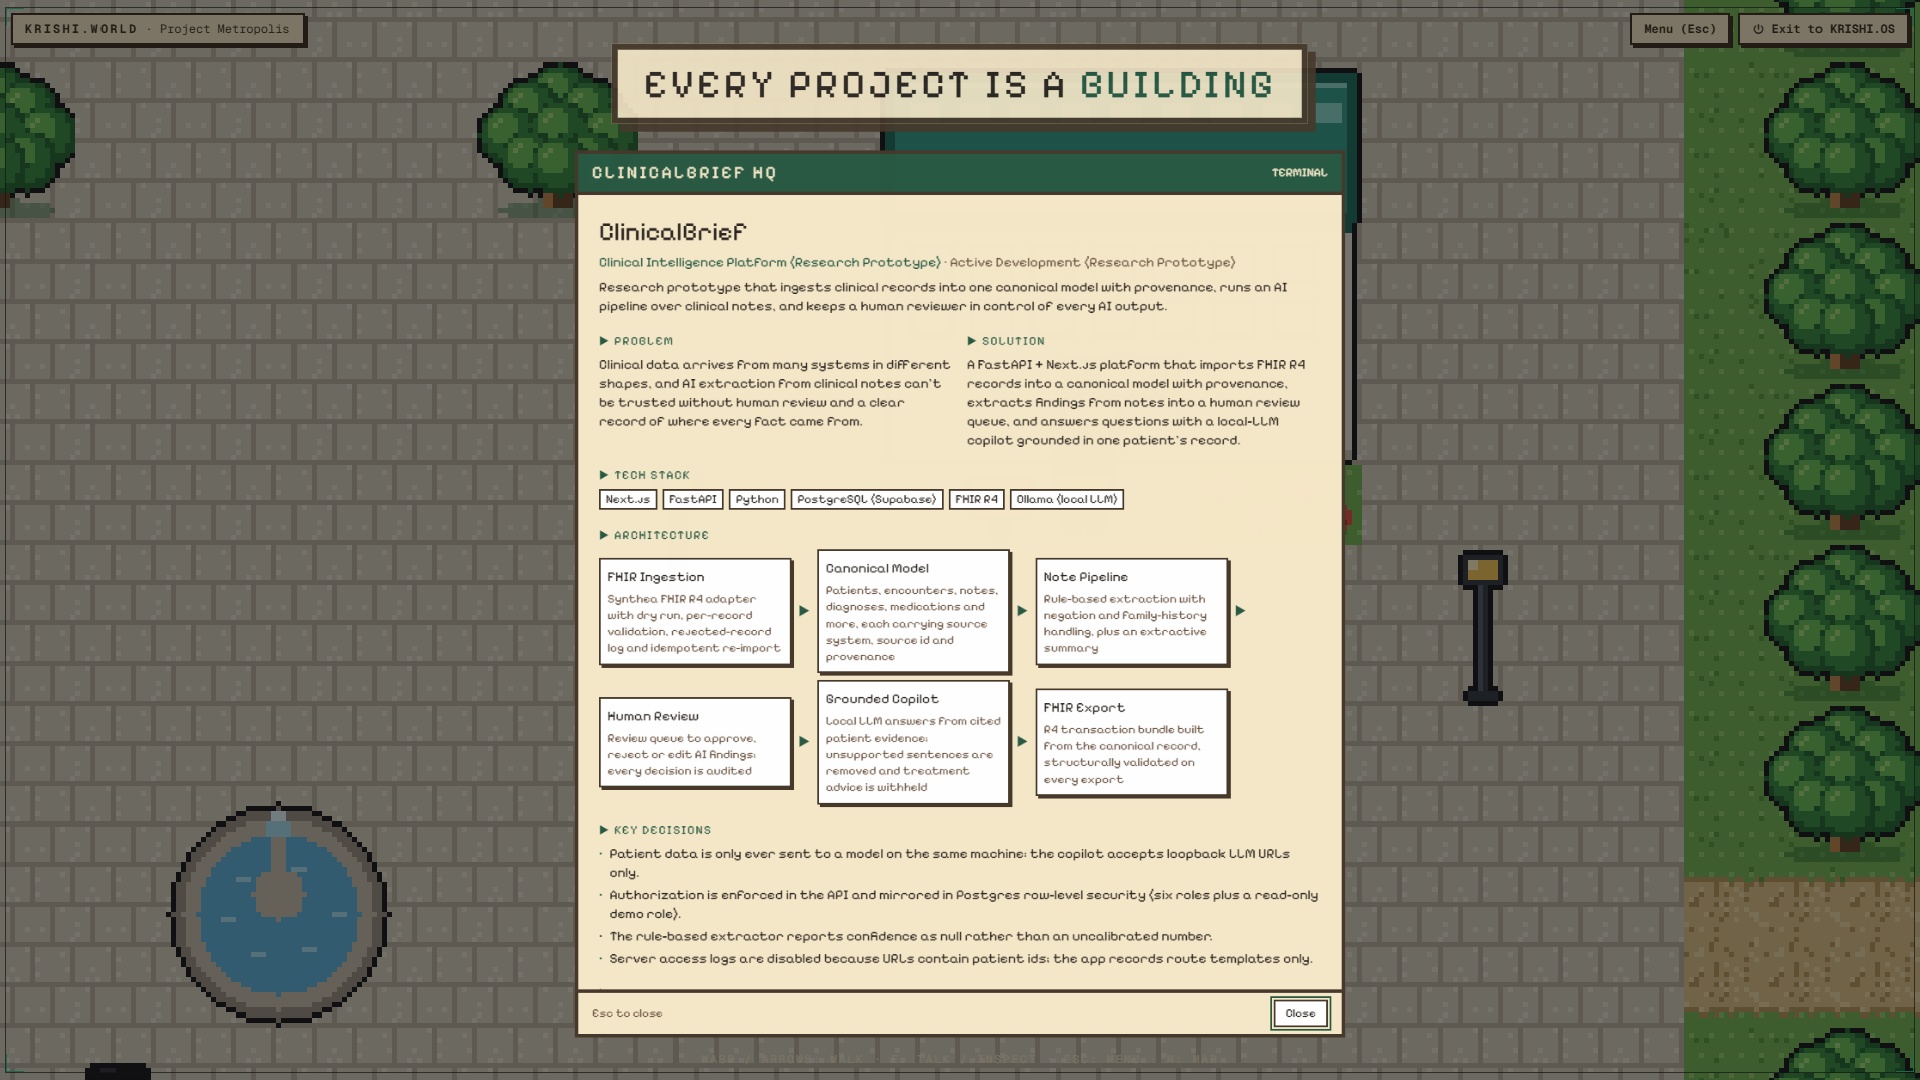 KRISHI.WORLD · Project Metropolis
Menu (Esc)
Exit to KRISHI.OS
EVERY PROJECT IS A BUILDING
CLINICALBRIEF HQ
TERMINAL
ClinicalBrief
Clinical Intelligence Platform (Research Prototype) · Active Development (Research Prototype)
Research prototype that ingests clinical records into one canonical model with provenance, runs an AI
pipeline over clinical notes, and keeps a human reviewer in control of every AI output.
▶ PROBLEM
Clinical data arrives from many systems in different
shapes, and AI extraction from clinical notes can't
be trusted without human review and a clear
record of where every fact came from.
▶ SOLUTION
A FastAPI + Next.js platform that imports FHIR R4
records into a canonical model with provenance,
extracts findings from notes into a human review
queue, and answers questions with a local-LLM
copilot grounded in one patient's record.
▶ TECH STACK
Next.js
FastAPI
Python
PostgreSQL (Supabase)
FHIR R4
Ollama (local LLM)
▶ ARCHITECTURE
FHIR Ingestion
Synthea FHIR R4 adapter
with dry run, per-record
validation, rejected-record
log and idempotent re-import
Canonical Model
Patients, encounters, notes,
diagnoses, medications and
more, each carrying source
system, source id and
provenance
Note Pipeline
Rule-based extraction with
negation and family-history
handling, plus an extractive
summary
Human Review
Review queue to approve,
reject or edit AI findings;
every decision is audited
Grounded Copilot
Local LLM answers from cited
patient evidence;
unsupported sentences are
removed and treatment
advice is withheld
FHIR Export
R4 transaction bundle built
from the canonical record,
structurally validated on
every export
▶ KEY DECISIONS
· Patient data is only ever sent to a model on the same machine: the copilot accepts loopback LLM URLs
only.
· Authorization is enforced in the API and mirrored in Postgres row-level security (six roles plus a read-only
demo role).
· The rule-based extractor reports confidence as null rather than an uncalibrated number.
· Server access logs are disabled because URLs contain patient ids; the app records route templates only.
Esc to close
Close